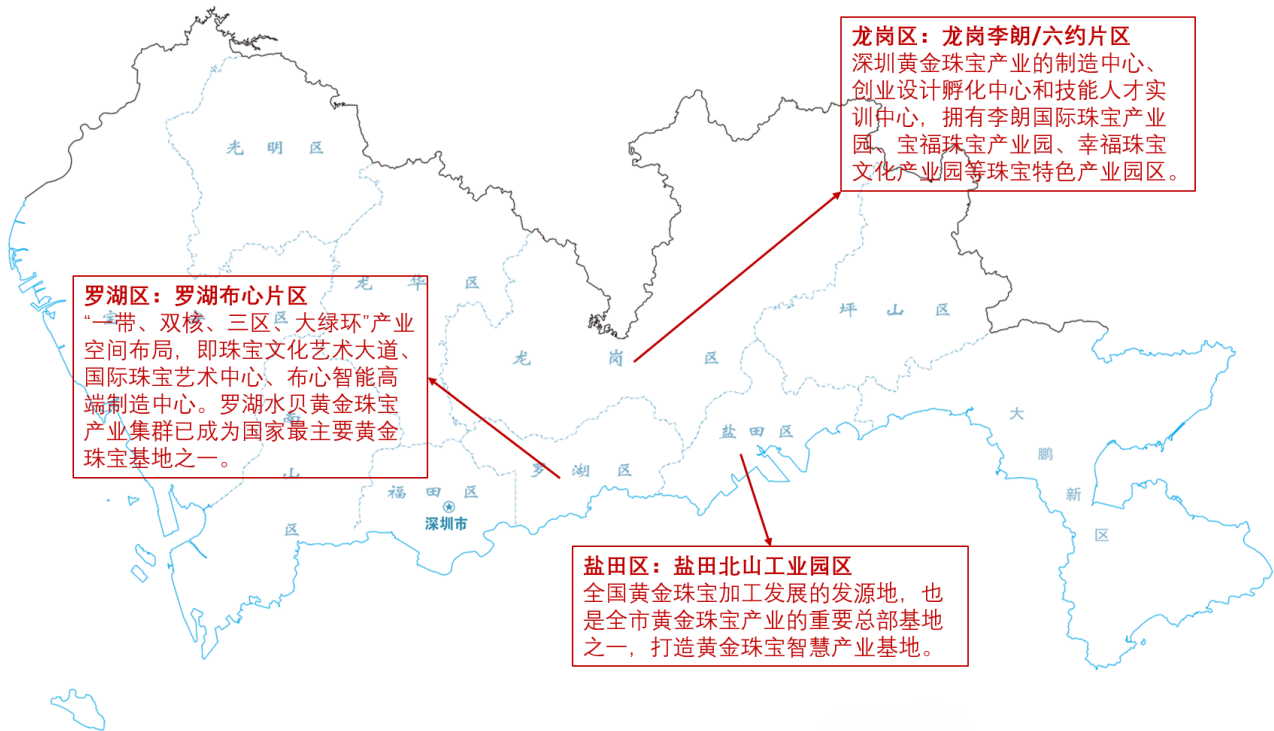 龙岗区：龙岗李朗/六约片区
深圳黄金珠宝产业的制造中心、
创业设计孵化中心和技能人才实
训中心，拥有李朗国际珠宝产业
园、宝福珠宝产业园、幸福珠宝
文化产业园等珠宝特色产业园区。
光明区
罗湖区：罗湖布心片区
“一带、双核、三区、大绿环”产业
空间布局，即珠宝文化艺术大道、
国际珠宝艺术中心、布心智能高
端制造中心。罗湖水贝黄金珠宝
产业集群已成为国家最主要黄金
珠宝基地之一。
龙华区
宝安区
坪山区
龙岗区
南山区
盐田区
罗湖区
福田区
深圳市
大鹏新区
盐田区：盐田北山工业园区
全国黄金珠宝加工发展的发源地，也
是全市黄金珠宝产业的重要总部基地
之一，打造黄金珠宝智慧产业基地。